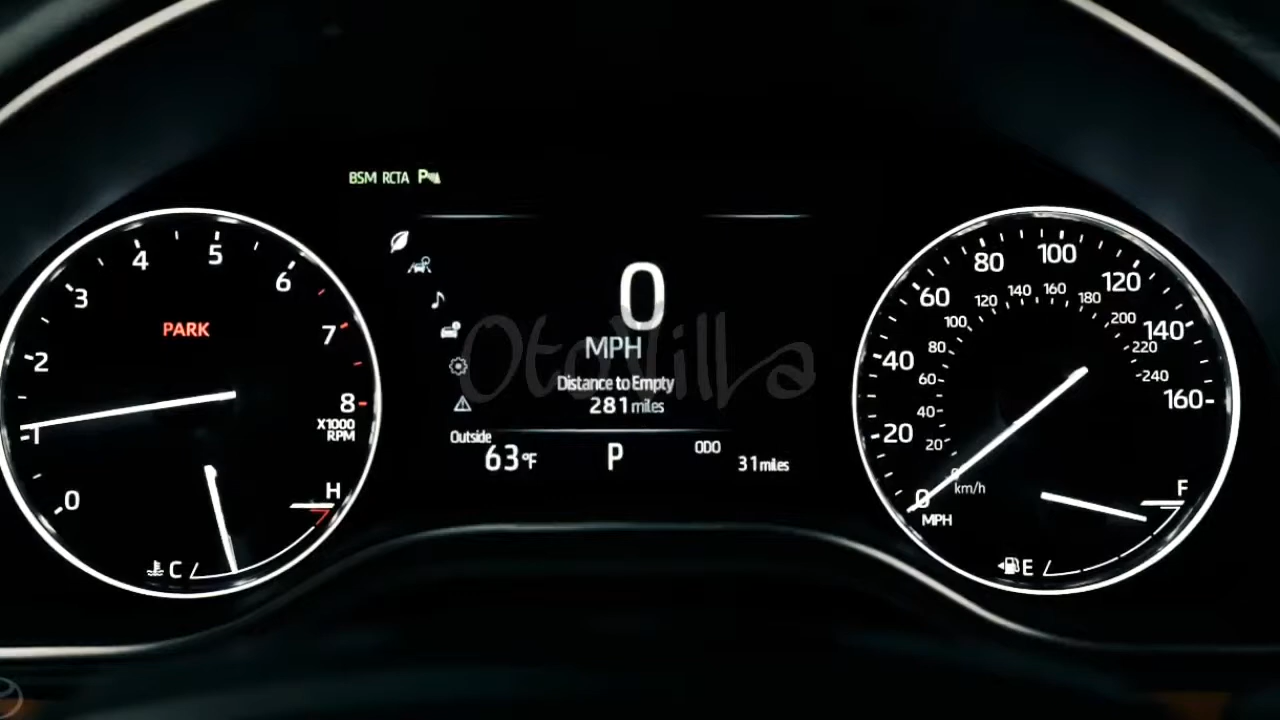 BSM RCTA P
0
1
2
3
4
5
6
7
8
PARK
X1000
RPM
H
C
0
MPH
Distance to Empty
281 miles
Outside
63°F
P
ODO
31 miles
OtoVilla
0
20
40
60
80
100
120
140
160
MPH
0
20
40
60
80
100
120
140
160
180
200
220
240
km/h
F
E